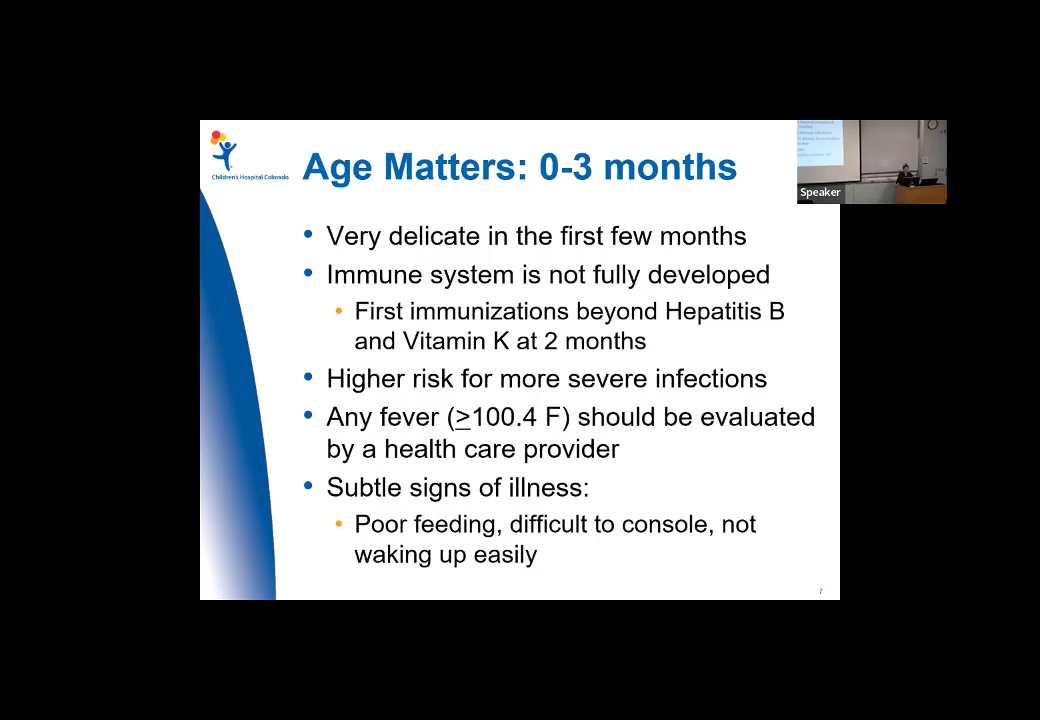 Children's Hospital Colorado
Age Matters: 0-3 months
Speaker
• Very delicate in the first few months
• Immune system is not fully developed
• First immunizations beyond Hepatitis B
and Vitamin K at 2 months
• Higher risk for more severe infections
• Any fever (≥100.4 F) should be evaluated
by a health care provider
• Subtle signs of illness:
• Poor feeding, difficult to console, not
waking up easily
7